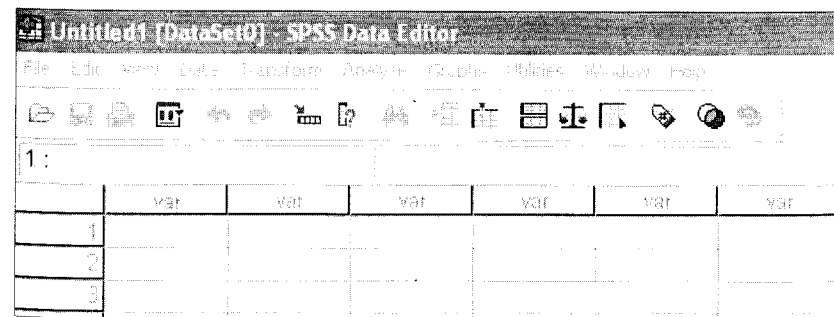 Untitled1 [DataSet0] - SPSS Data Editor
File Edit View Data Transform Analyze Graphs Utilities Window Help
1 :
var var var var var var
1
2
3